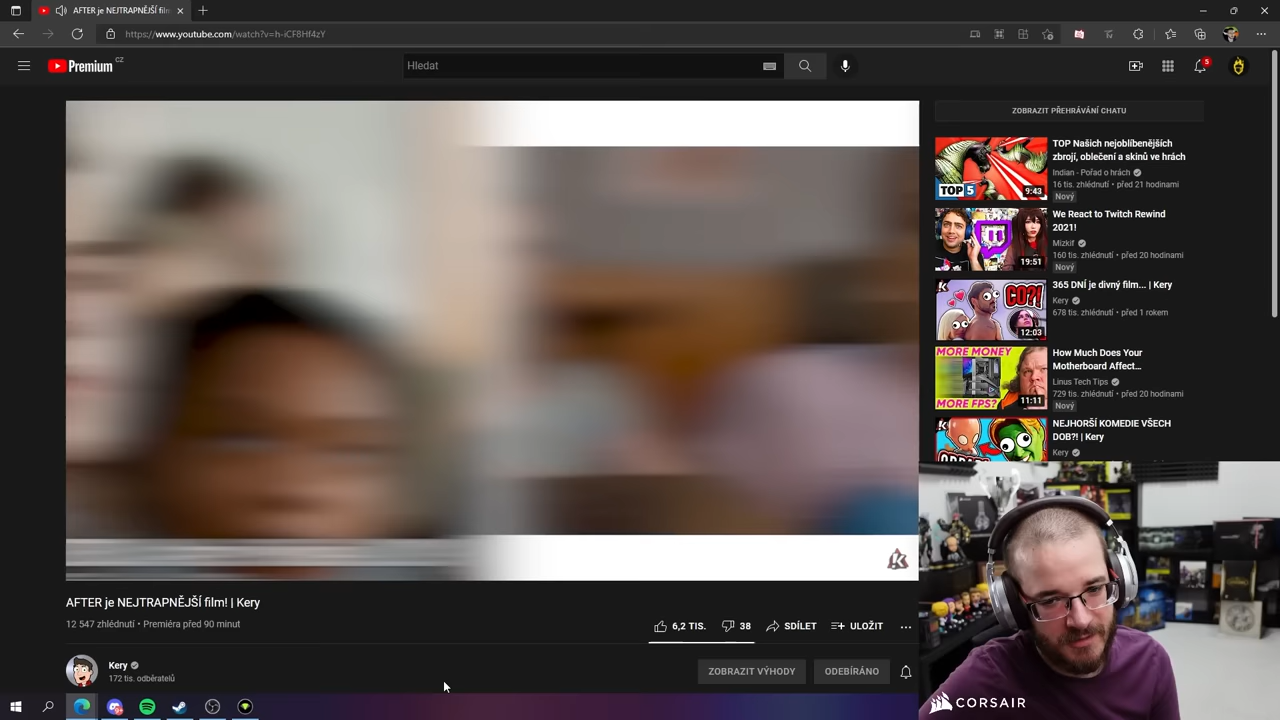 AFTER je NEJTRAPNĚJŠÍ film
https://www.youtube.com/watch?v=h-iCF8Hf4zY
Premium CZ
Hledat
5
ZOBRAZIT PŘEHRÁVÁNÍ CHATU
TOP 5
9:43
TOP Našich nejoblíbenějších
zbrojí, oblečení a skinů ve hrách
Indian - Pořad o hrách
16 tis. zhlédnutí • před 21 hodinami
Nový
19:51
We React to Twitch Rewind
2021!
Mizkif
160 tis. zhlédnutí • před 20 hodinami
Nový
CO?!
12:03
365 DNÍ je divný film... | Kery
Kery
678 tis. zhlédnutí • před 1 rokem
MORE MONEY
MORE FPS?
11:11
How Much Does Your
Motherboard Affect...
Linus Tech Tips
729 tis. zhlédnutí • před 20 hodinami
Nový
NEJHORŠÍ KOMEDIE VŠECH
DOB?! | Kery
Kery
AFTER je NEJTRAPNĚJŠÍ film! | Kery
12 547 zhlédnutí • Premiéra před 90 minut
6,2 TIS.
38
SDÍLET
ULOŽIT
Kery
172 tis. odběratelů
ZOBRAZIT VÝHODY
ODEBÍRÁNO
CORSAIR